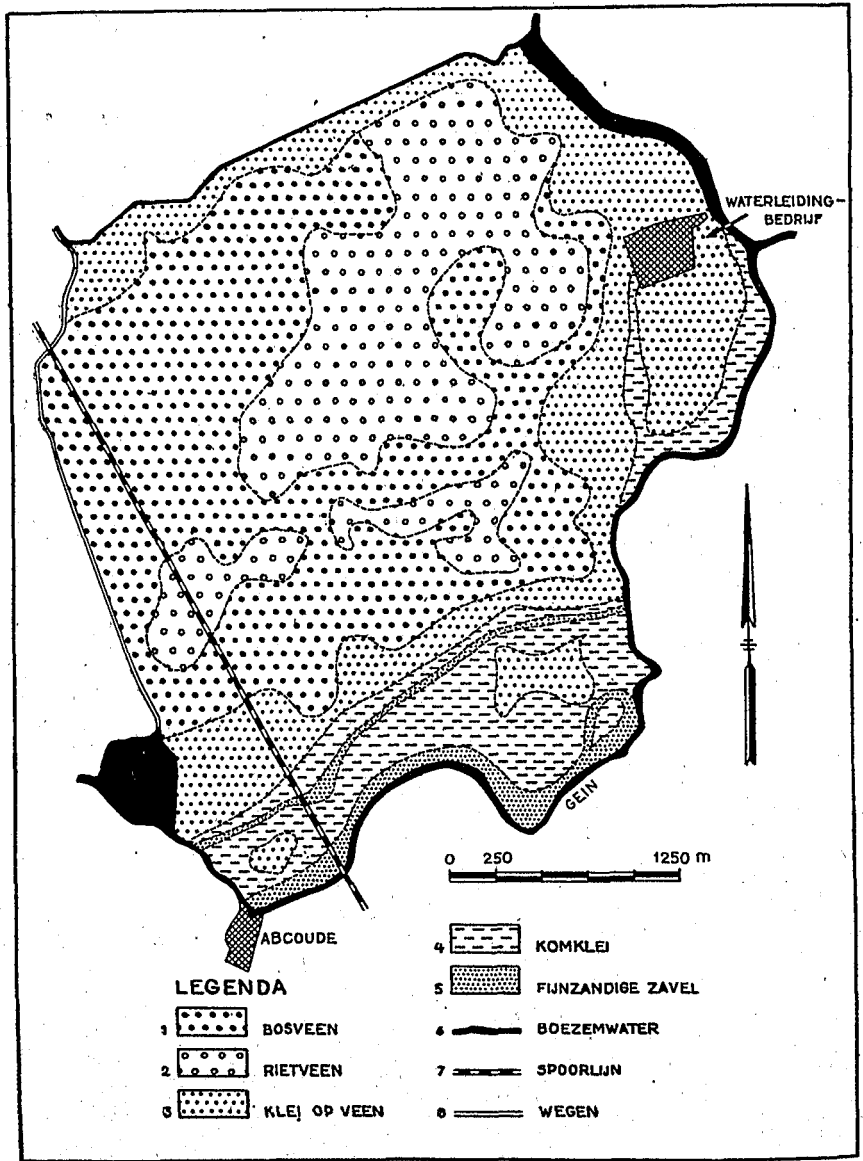 WATERLEIDING-
BEDRIJF
GEIN
0 250 1250 m
ABCOUDE
LEGENDA
1 BOSVEEN
2 RIETVEEN
3 KLEI OP VEEN
4 KOMKLEI
5 FIJNZANDIGE ZAVEL
6 BOEZEMWATER
7 SPOORLIJN
8 WEGEN